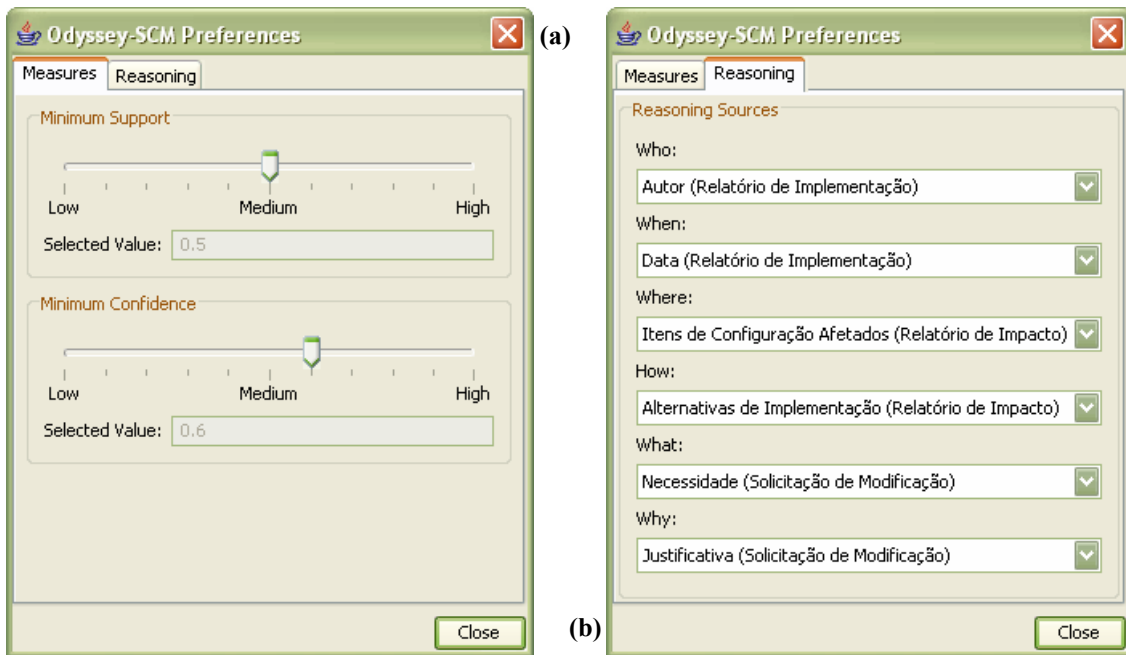 Odyssey-SCM Preferences
Measures
Reasoning
Minimum Support
Low
Medium
High
Selected Value:
0.5
Minimum Confidence
Low
Medium
High
Selected Value:
0.6
Close
(a)
Odyssey-SCM Preferences
Measures
Reasoning
Reasoning Sources
Who:
Autor (Relatório de Implementação)
When:
Data (Relatório de Implementação)
Where:
Itens de Configuração Afetados (Relatório de Impacto)
How:
Alternativas de Implementação (Relatório de Impacto)
What:
Necessidade (Solicitação de Modificação)
Why:
Justificativa (Solicitação de Modificação)
(b)
Close